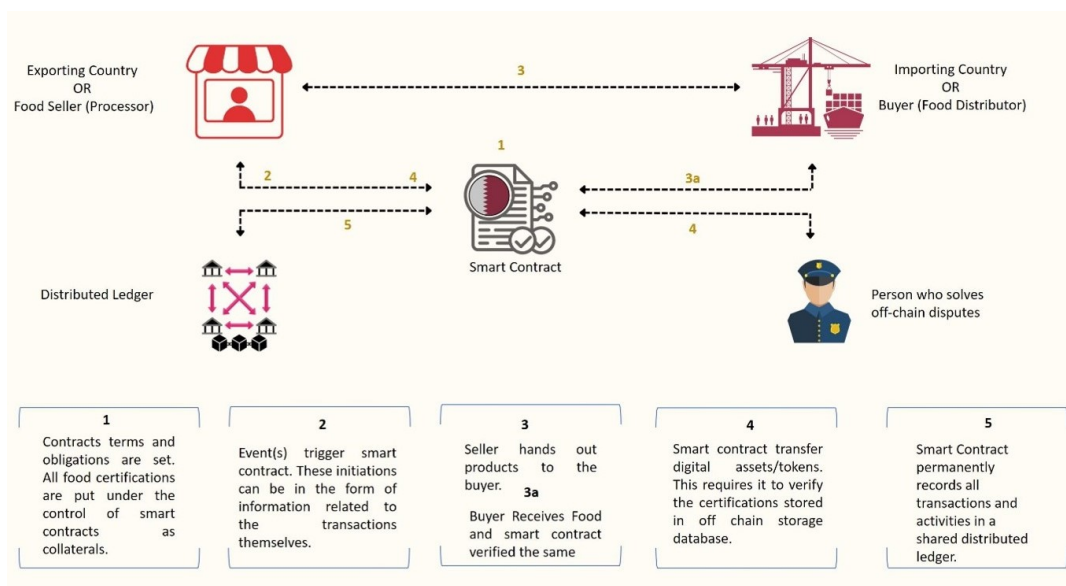 Exporting Country
OR
Food Seller (Processor)
3
Importing Country
OR
Buyer (Food Distributor)
1
2
4
3a
5
4
Smart Contract
Distributed Ledger
Person who solves
off-chain disputes
1
Contracts terms and
obligations are set.
All food certifications
are put under the
control of smart
contracts as
collaterals.
2
Event(s) trigger smart
contract. These initiations
can be in the form of
information related to
the transactions
themselves.
3
Seller hands out
products to the
buyer.
3a
Buyer Receives Food
and smart contract
verified the same
4
Smart contract transfer
digital assets/tokens.
This requires it to verify
the certifications stored
in off chain storage
database.
5
Smart Contract
permanently
records all
transactions and
activities in a
shared distributed
ledger.